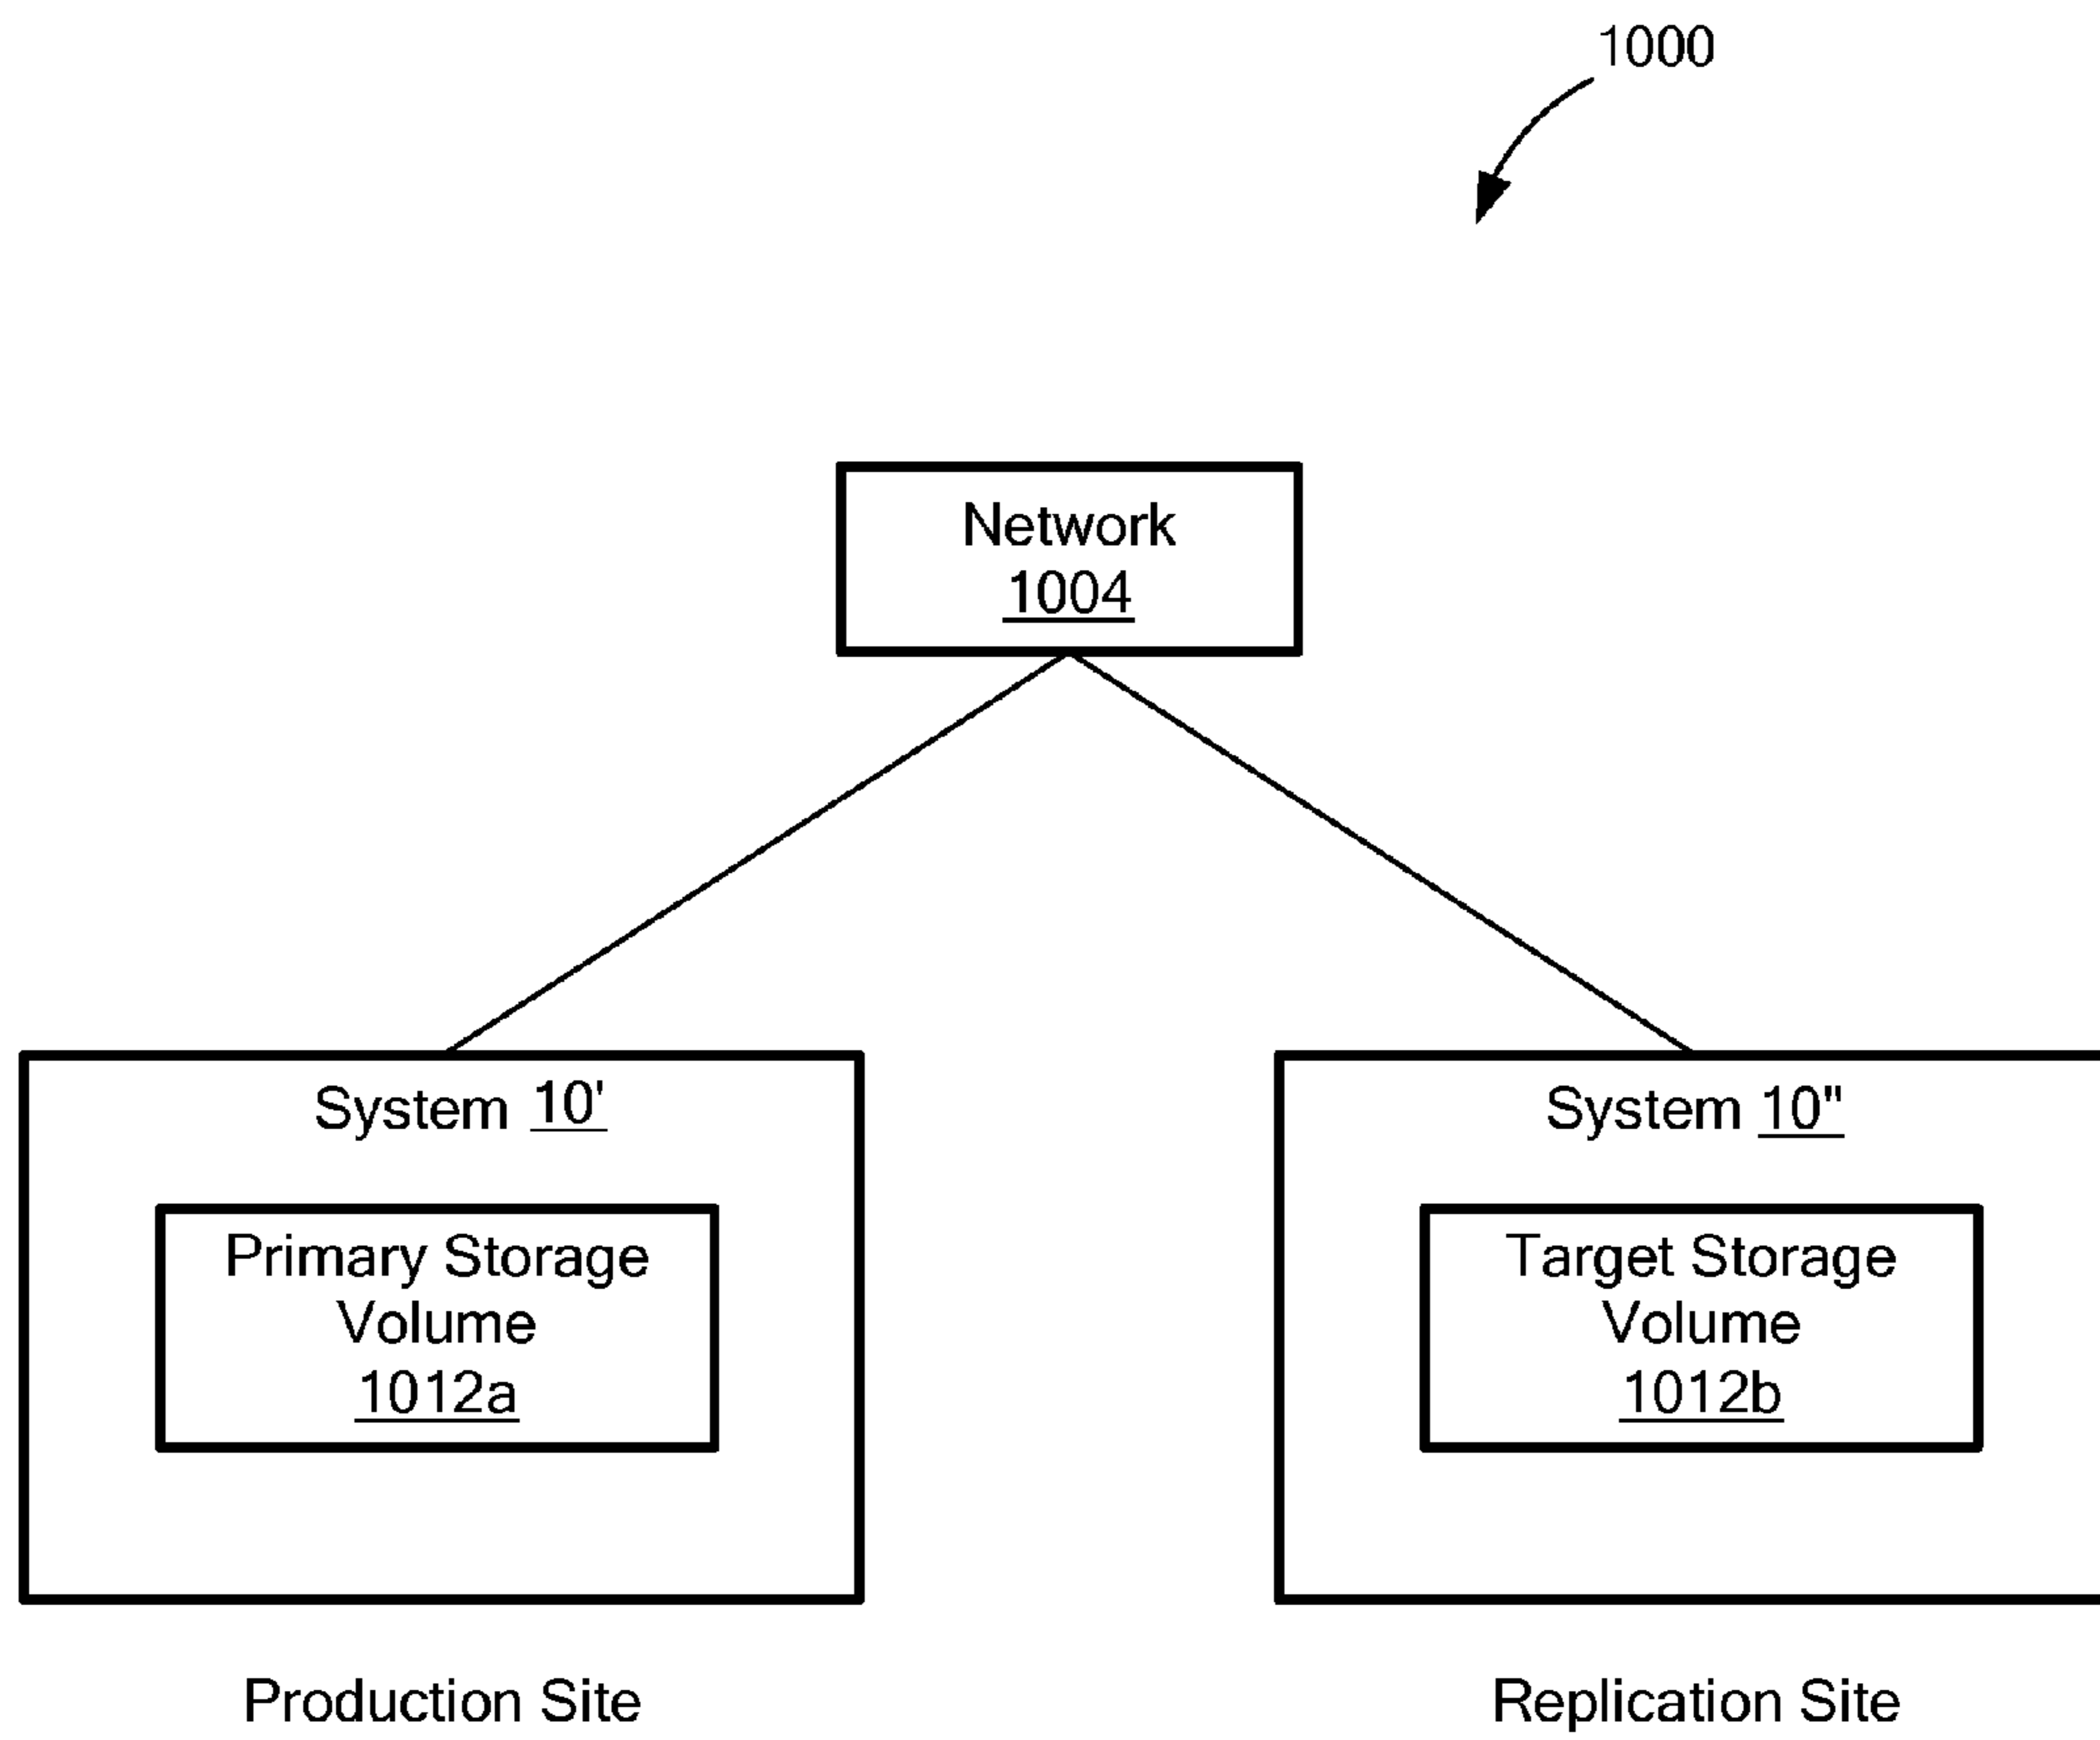 1000
Network
1004
System 10'
Primary Storage
Volume
1012a
System 10"
Target Storage
Volume
1012b
Production Site
Replication Site